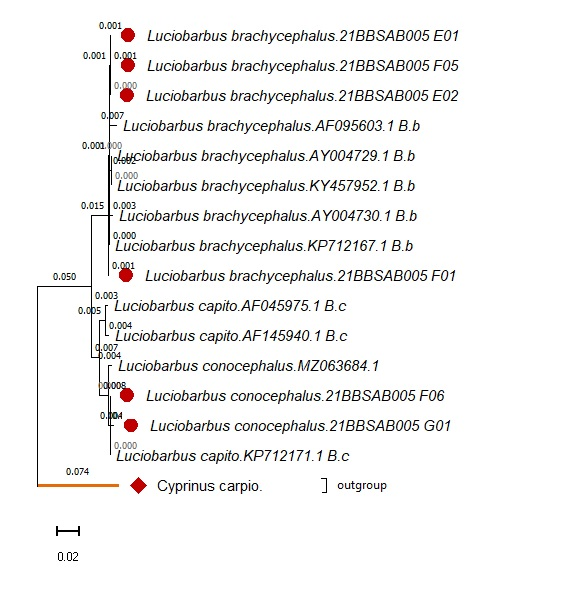 0.001
Luciobarbus brachycephalus.21BBSAB005 E01
0.001 0.001
Luciobarbus brachycephalus.21BBSAB005 F05
0.000
Luciobarbus brachycephalus.21BBSAB005 E02
0.007
Luciobarbus brachycephalus.AF095603.1 B.b
0.001
Luciobarbus brachycephalus.AY004729.1 B.b
0.002
0.000
Luciobarbus brachycephalus.KY457952.1 B.b
0.015 0.003
Luciobarbus brachycephalus.AY004730.1 B.b
0.000
Luciobarbus brachycephalus.KP712167.1 B.b
0.001
Luciobarbus brachycephalus.21BBSAB005 F01
0.050
0.003
Luciobarbus capito.AF045975.1 B.c
0.005
0.004
Luciobarbus capito.AF145940.1 B.c
0.007
0.004
Luciobarbus conocephalus.MZ063684.1
Luciobarbus conocephalus.21BBSAB005 F06
Luciobarbus conocephalus.21BBSAB005 G01
0.000
Luciobarbus capito.KP712171.1 B.c
0.074
Cyprinus carpio. outgroup
0.02